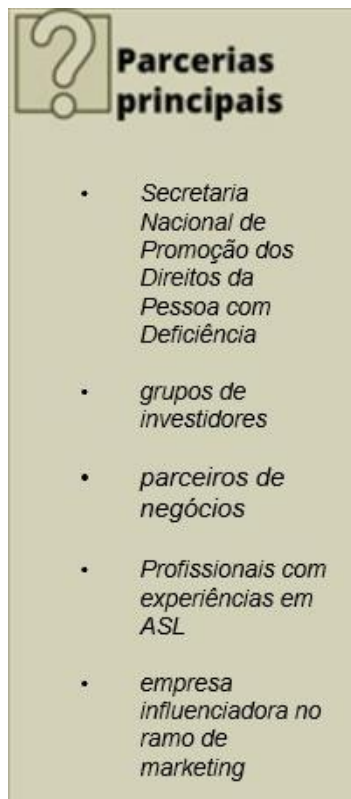 Parcerias
principais
• Secretaria
Nacional de
Promoção dos
Direitos da
Pessoa com
Deficiência
• grupos de
investidores
• parceiros de
negócios
• Profissionais com
experiências em
ASL
• empresa
influenciadora no
ramo de
marketing